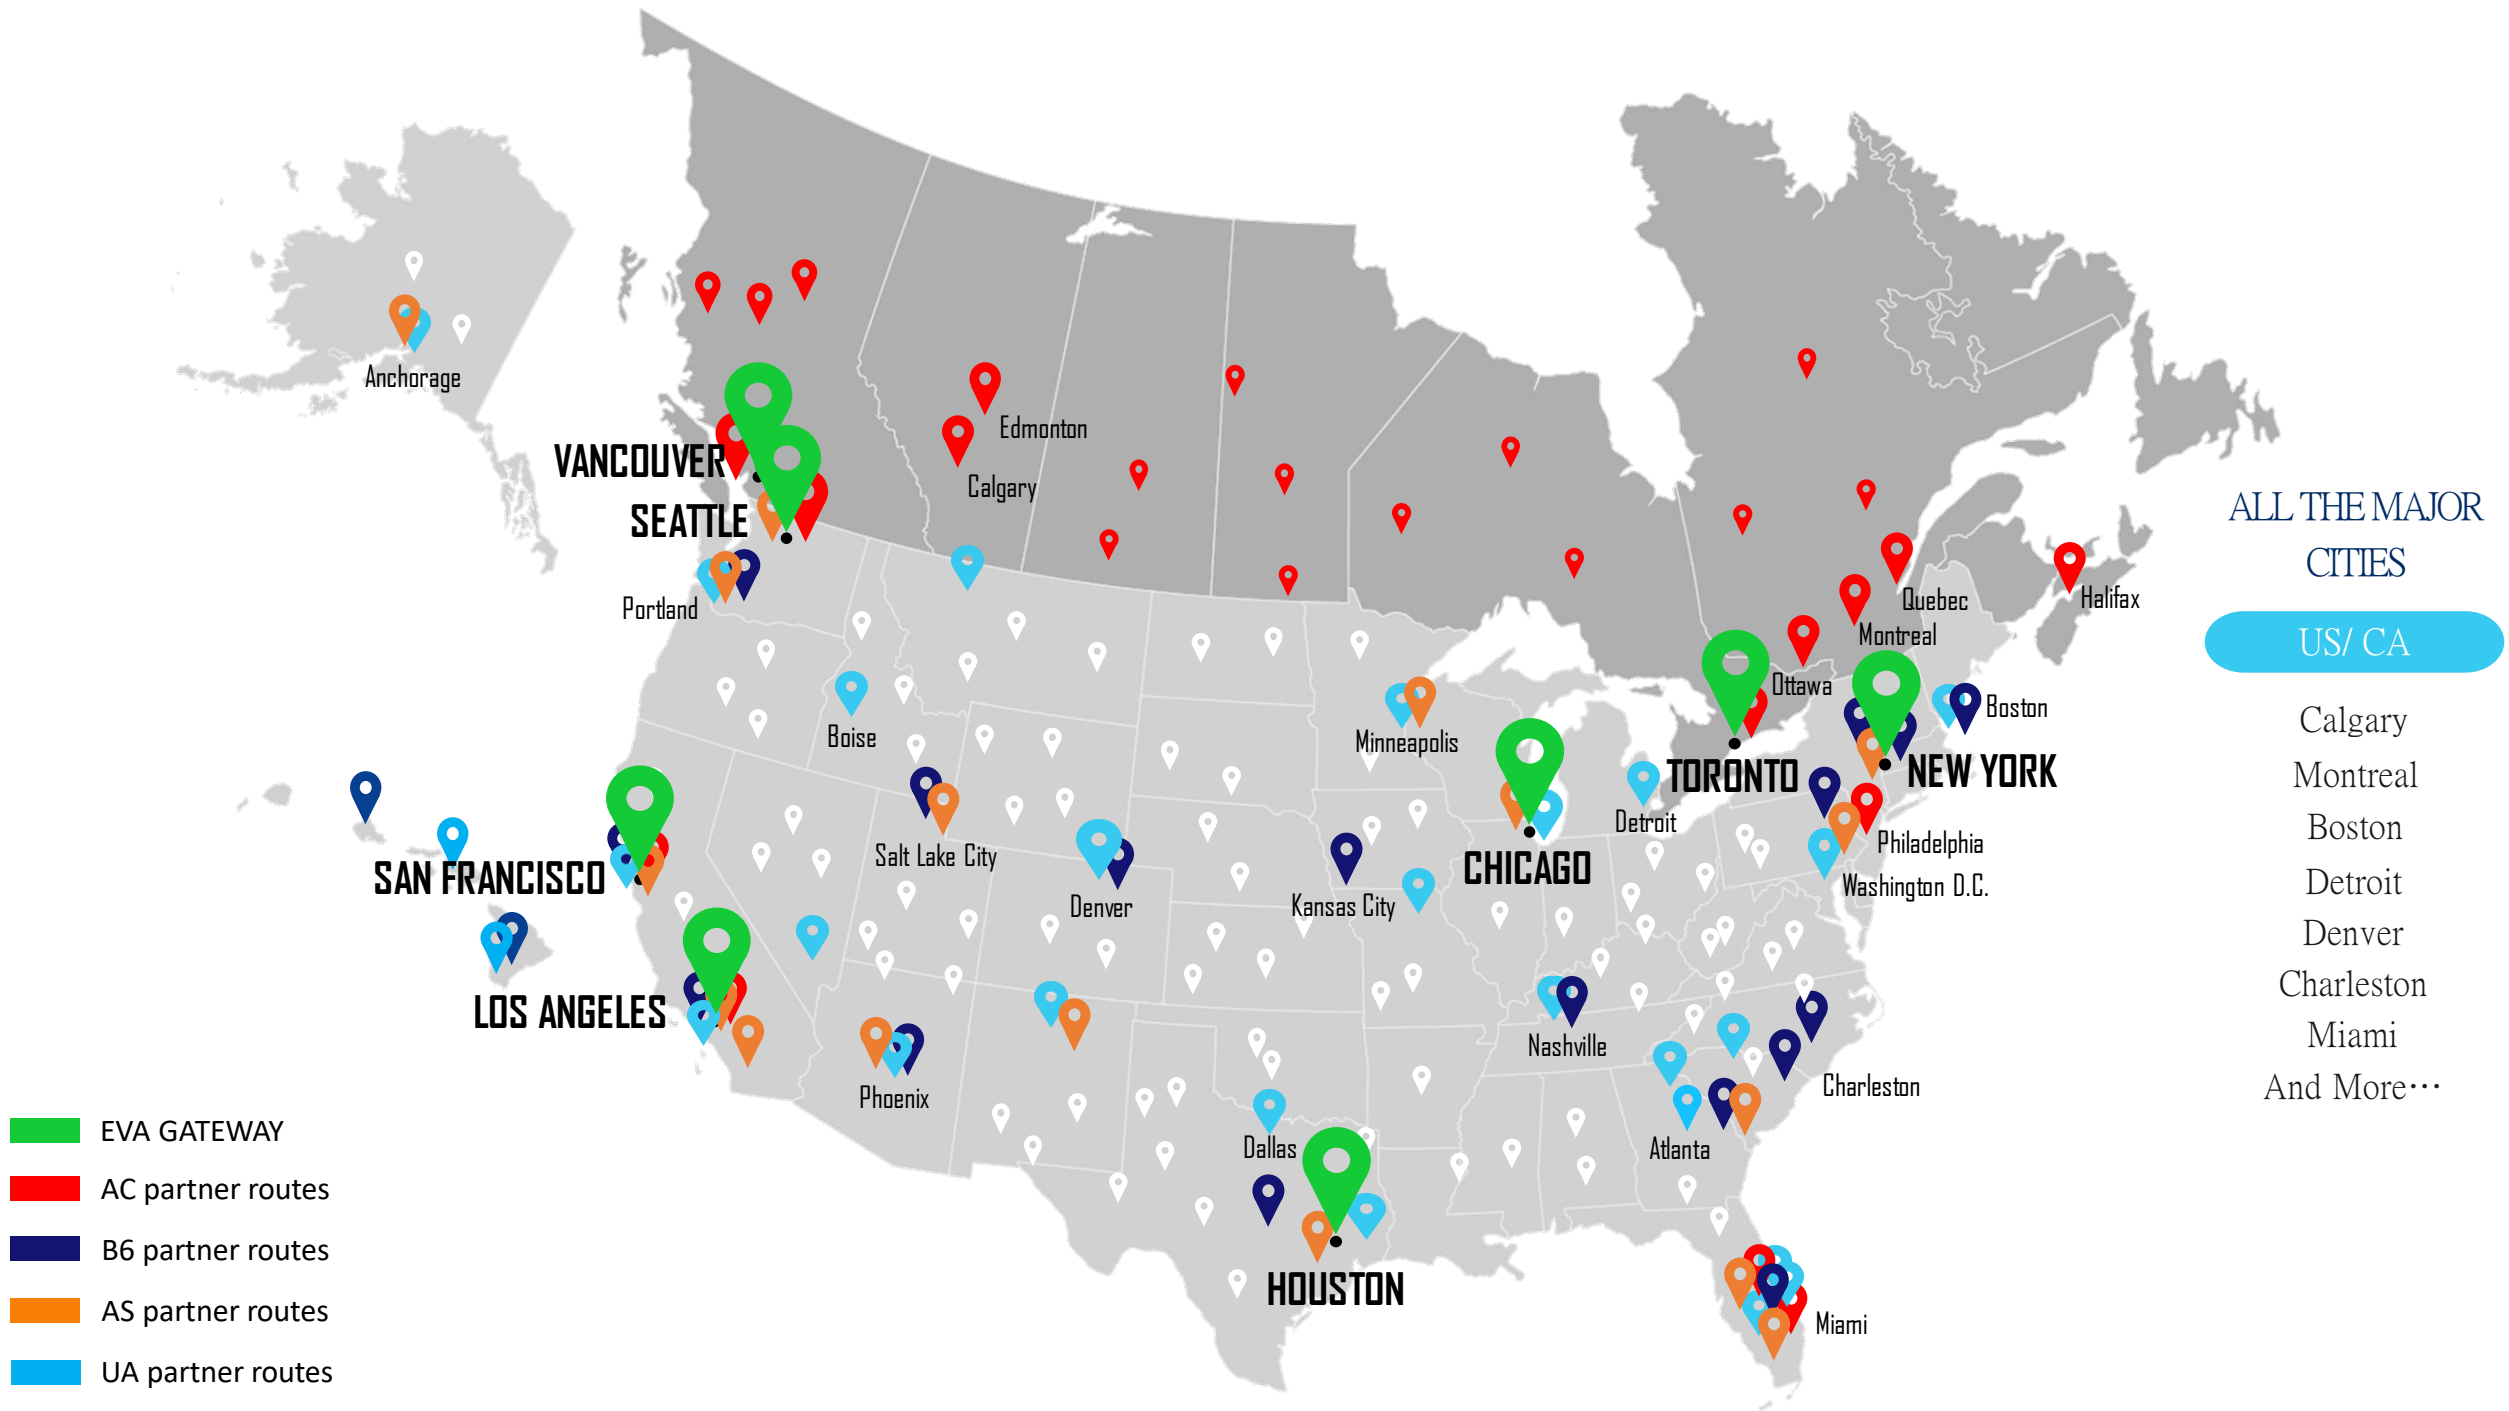 Anchorage
Edmonton
VANCOUVER
Calgary
SEATTLE
Portland
Quebec
Halifax
Montreal
Ottawa
Boise
Minneapolis
Boston
TORONTO
NEW YORK
Detroit
Philadelphia
Washington D.C.
SAN FRANCISCO
Salt Lake City
Denver
Kansas City
CHICAGO
LOS ANGELES
Phoenix
Nashville
Charleston
Dallas
Atlanta
HOUSTON
Miami
ALL THE MAJOR
CITIES
US/ CA
Calgary
Montreal
Boston
Detroit
Denver
Charleston
Miami
And More…
EVA GATEWAY
AC partner routes
B6 partner routes
AS partner routes
UA partner routes